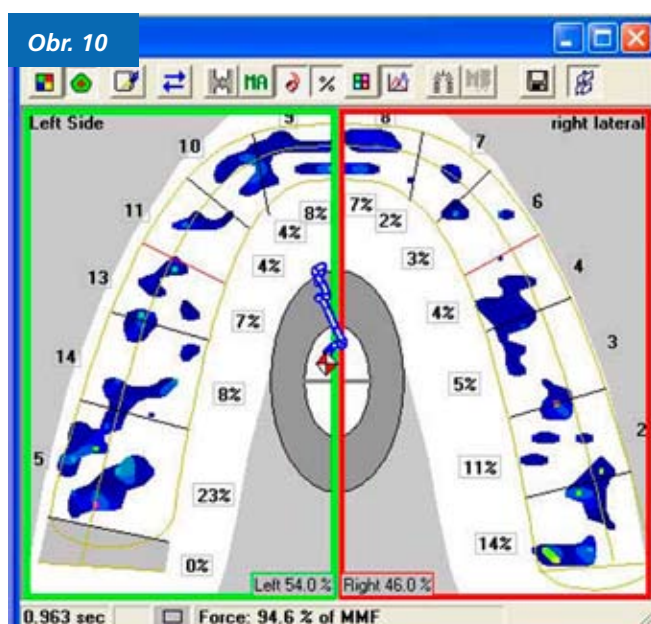 Obr. 10
MA %
Left Side
right lateral
9 8
10 7
11 6
13 4
14 3
5 2
8% 7%
4% 2%
4% 3%
7% 4%
8% 5%
23% 11%
0% 14%
Left 54.0 % Right 46.0 %
0.963 sec Force: 94.6 % of MMF